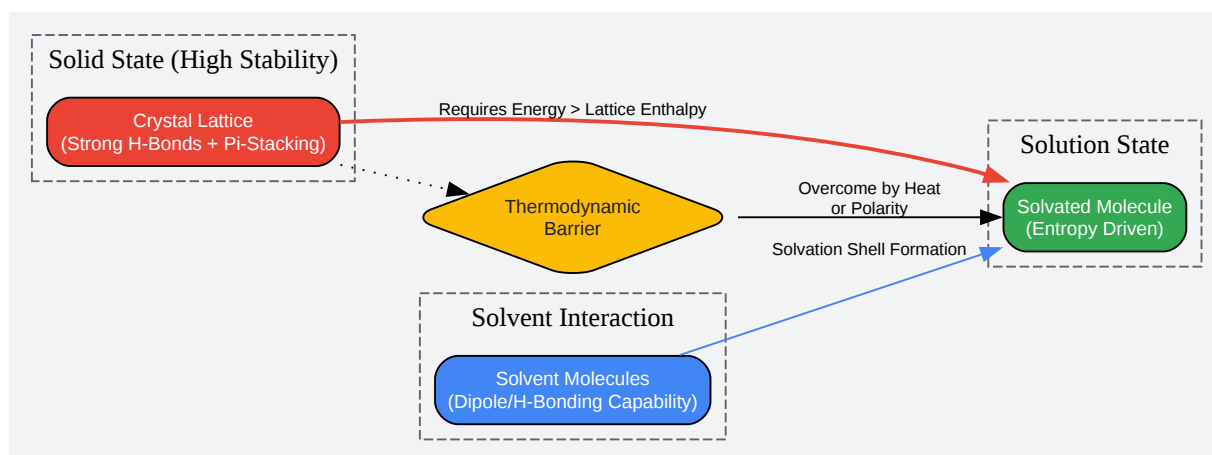 Solid State (High Stability)
Crystal Lattice
(Strong H-Bonds + Pi-Stacking)
Requires Energy > Lattice Enthalpy
Thermodynamic
Barrier
Overcome by Heat
or Polarity
Solution State
Solvated Molecule
(Entropy Driven)
Solvation Shell Formation
Solvent Interaction
Solvent Molecules
(Dipole/H-Bonding Capability)